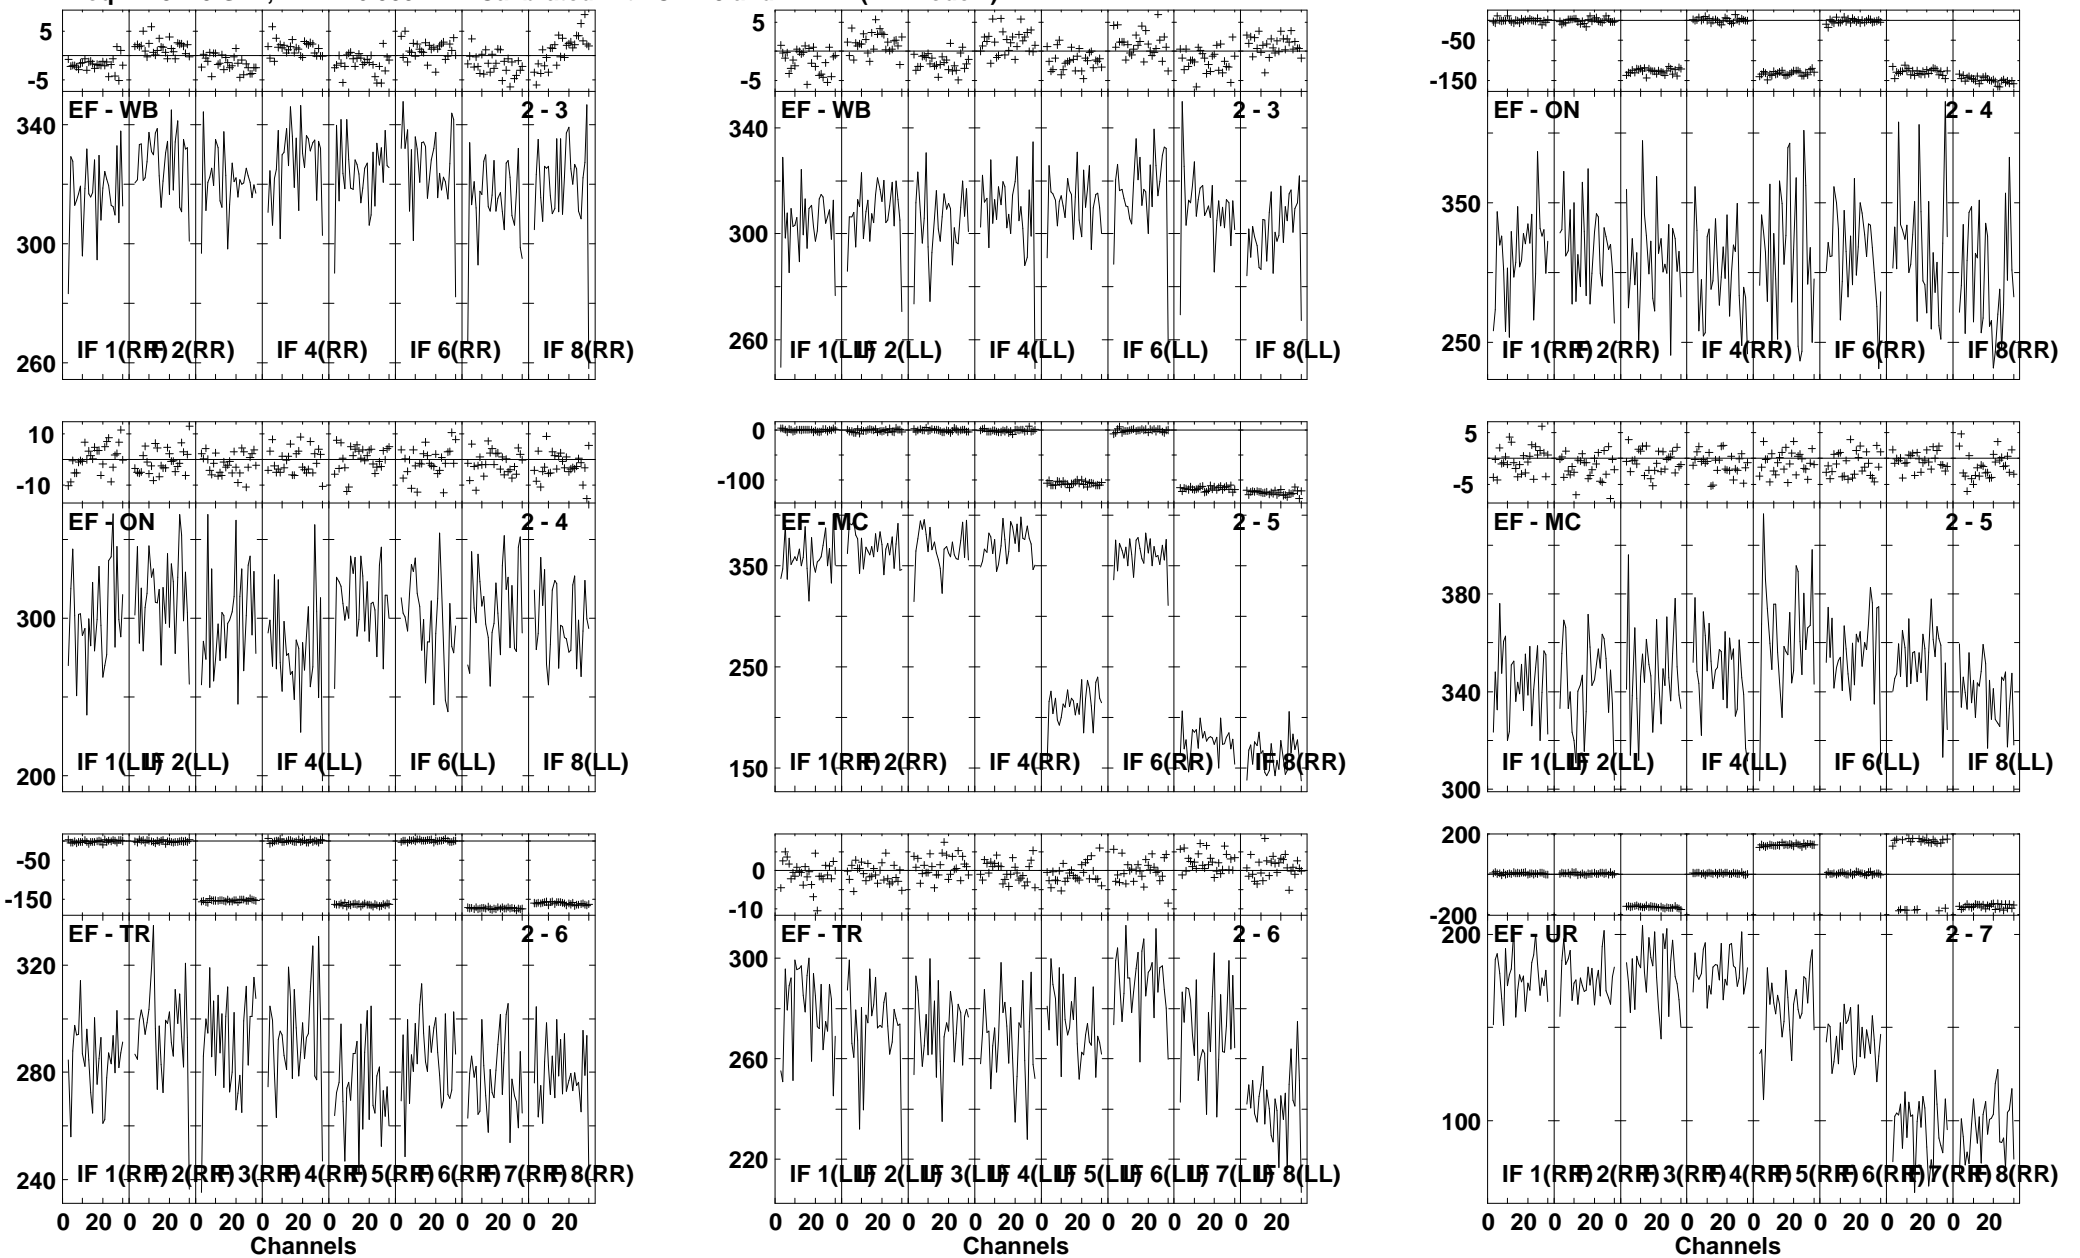 5
-5
EF - WB 2 - 3
340
300
260
IF 1(RR) IF 2(RR) IF 4(RR) IF 6(RR) IF 8(RR)
5
-5
EF - WB 2 - 3
340
300
260
IF 1(LL) IF 2(LL) IF 4(LL) IF 6(LL) IF 8(LL)
-50
-150
EF - ON 2 - 4
350
250
IF 1(RR) IF 2(RR) IF 4(RR) IF 6(RR) IF 8(RR)
10
-10
EF - ON 2 - 4
300
200
IF 1(LL) IF 2(LL) IF 4(LL) IF 6(LL) IF 8(LL)
0
-100
EF - MC 2 - 5
350
250
150
IF 1(RR) IF 2(RR) IF 4(RR) IF 6(RR) IF 8(RR)
5
-5
EF - MC 2 - 5
380
340
300
IF 1(LL) IF 2(LL) IF 4(LL) IF 6(LL) IF 8(LL)
-50
-150
EF - TR 2 - 6
320
280
240
IF 1(RR) IF 2(RR) IF 3(RR) IF 4(RR) IF 5(RR) IF 6(RR) IF 7(RR) IF 8(RR)
0 20 0 20 0 20 0 20 0 20 0 20 0 20 0 20
Channels
0
-10
EF - TR 2 - 6
300
260
220
IF 1(LL) IF 2(LL) IF 3(LL) IF 4(LL) IF 5(LL) IF 6(LL) IF 7(LL) IF 8(LL)
0 20 0 20 0 20 0 20 0 20 0 20 0 20 0 20
Channels
200
-200
EF - UR 2 - 7
200
100
IF 1(RR) IF 2(RR) IF 3(RR) IF 4(RR) IF 5(RR) IF 6(RR) IF 7(RR) IF 8(RR)
0 20 0 20 0 20 0 20 0 20 0 20 0 20 0 20
Channels